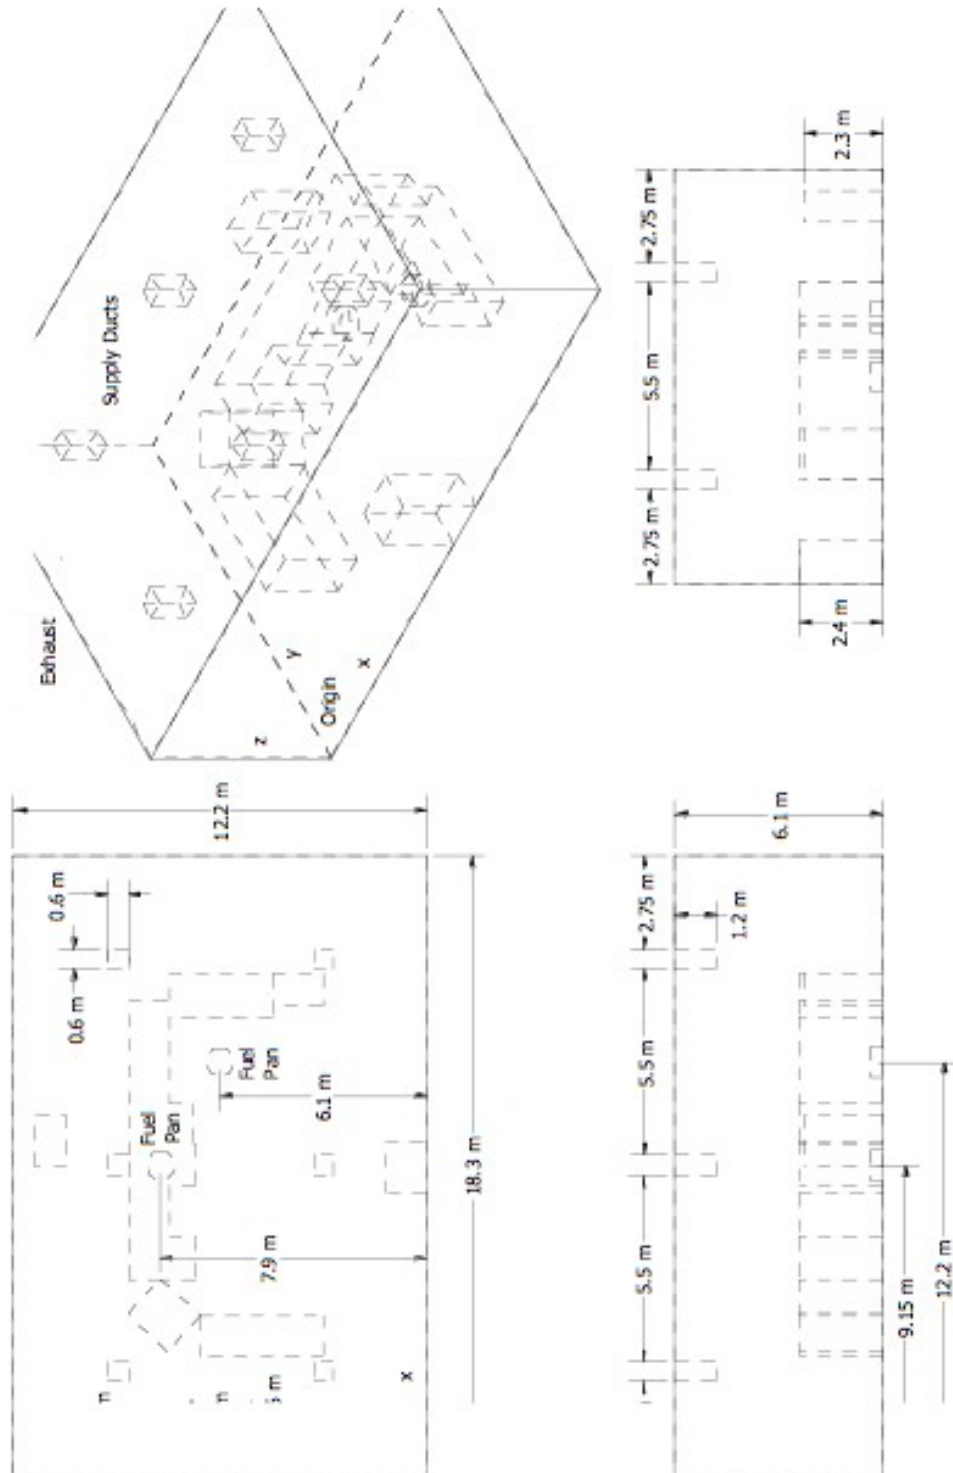 Exhaust
Supply Ducts
z
y
Origin
x
12.2 m
0.6 m
0.6 m
Fuel
Pan
Fuel
Pan
6.1 m
7.9 m
18.3 m
x
2.75 m
5.5 m
2.75 m
2.3 m
2.4 m
2.75 m
5.5 m
5.5 m
6.1 m
1.2 m
9.15 m
12.2 m